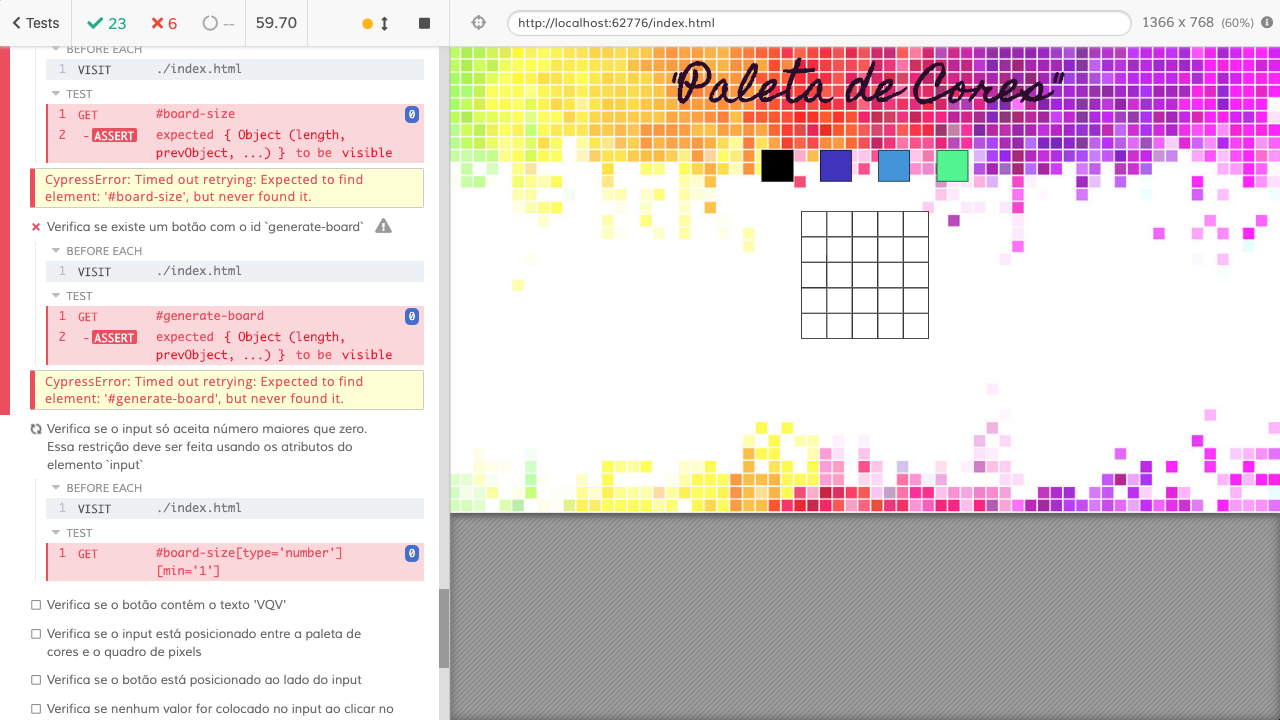 Tests 23 6 -- 59.70
http://localhost:62776/index.html 1366 x 768 (60%)
BEFORE EACH
1 VISIT ./index.html
TEST
1 GET #board-size 0
2 -ASSERT expected { Object (length,
prevObject, ...) } to be visible
CypressError: Timed out retrying: Expected to find
element: '#board-size', but never found it.
Verifica se existe um botão com o id `generate-board`
BEFORE EACH
1 VISIT ./index.html
TEST
1 GET #generate-board 0
2 -ASSERT expected { Object (length,
prevObject, ...) } to be visible
CypressError: Timed out retrying: Expected to find
element: '#generate-board', but never found it.
Verifica se o input só aceita número maiores que zero.
Essa restrição deve ser feita usando os atributos do
elemento `input`
BEFORE EACH
1 VISIT ./index.html
TEST
1 GET #board-size[type='number'] 0
[min='1']
Verifica se o botão contém o texto 'VQV'
Verifica se o input está posicionado entre a paleta de
cores e o quadro de pixels
Verifica se o botão está posicionado ao lado do input
Verifica se nenhum valor for colocado no input ao clicar no
"Paleta de Cores"